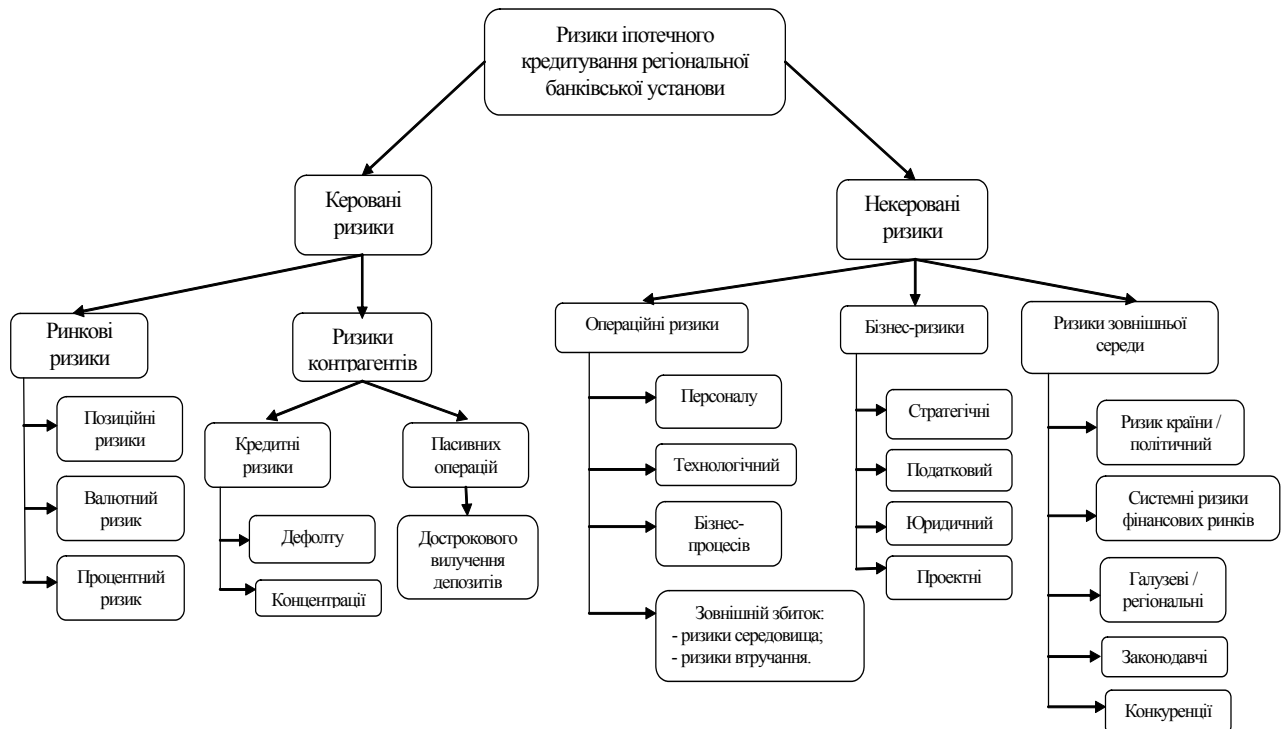 Ризики іпотечного
кредитування регіональної
банківської установи
Керовані
ризики
Некеровані
ризики
Ринкові
ризики
Ризики
контрагентів
Операційні ризики
Бізнес-ризики
Ризики зовнішньої
середи
Позиційні
ризики
Валютний
ризик
Процентний
ризик
Кредитні
ризики
Пасивних
операцій
Дефолту
Концентрації
Дострокового
вилучення
депозитів
Персоналу
Технологічний
Бізнес-
процесів
Зовнішній збиток:
- ризики середовища;
- ризики втручання.
Стратегічні
Податковий
Юридичний
Проектні
Ризик країни /
політичний
Системні ризики
фінансових ринків
Галузеві /
регіональні
Законодавчі
Конкуренції